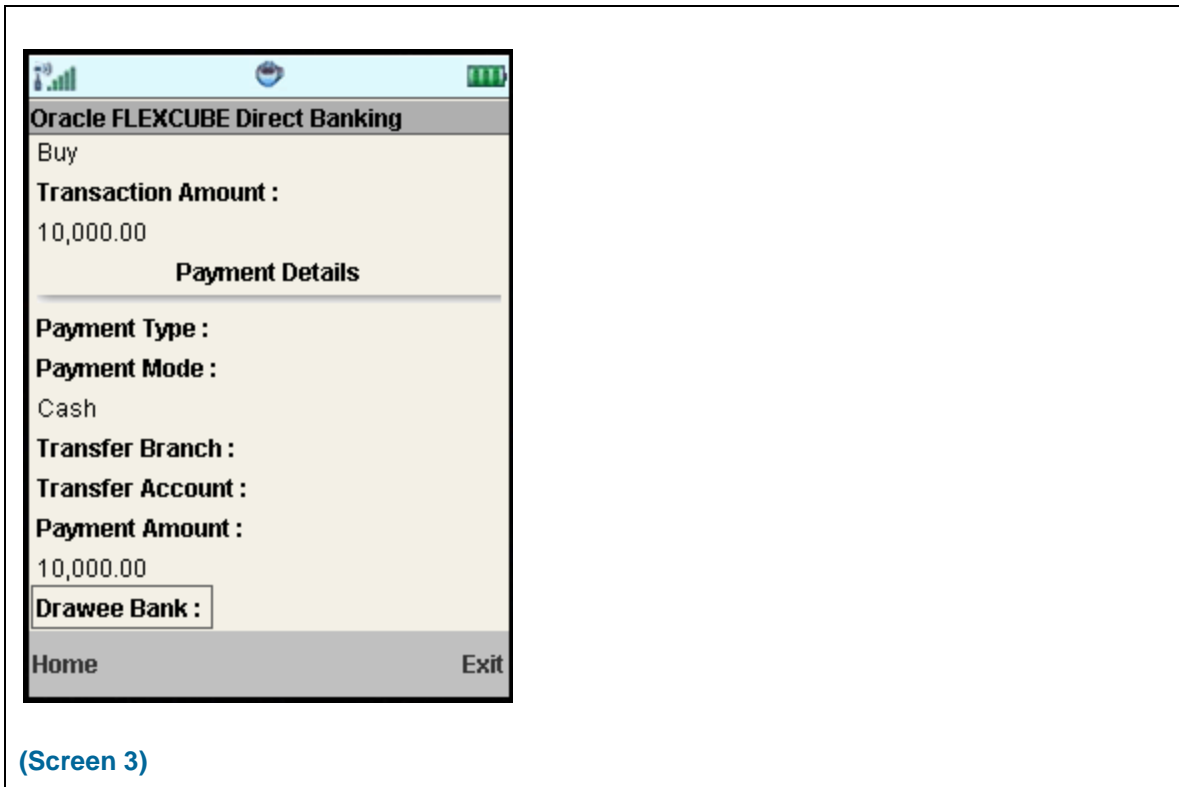 Oracle FLEXCUBE Direct Banking
Buy
Transaction Amount :
10,000.00
Payment Details
Payment Type :
Payment Mode :
Cash
Transfer Branch :
Transfer Account :
Payment Amount :
10,000.00
Drawee Bank :
Home Exit
(Screen 3)